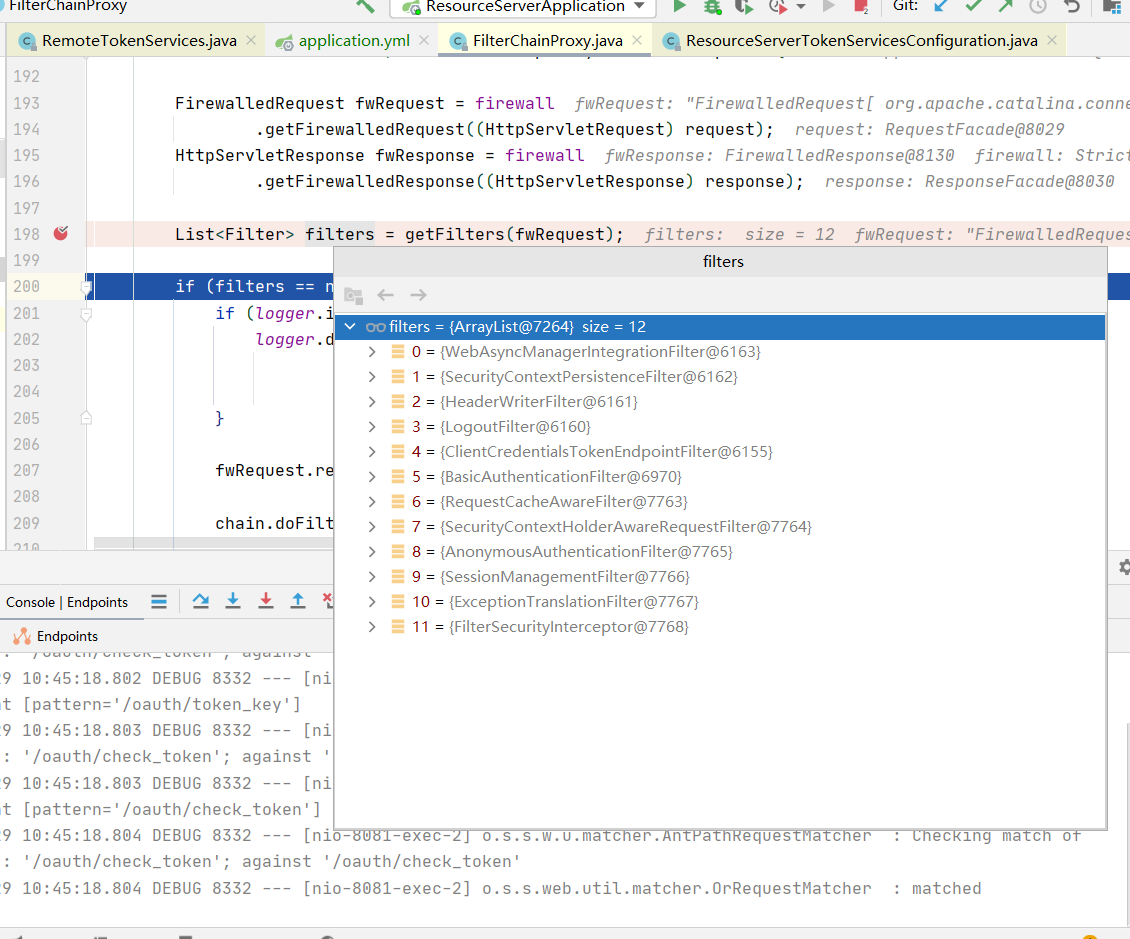 FilterChainProxy
ResourceServerApplication
Git:
RemoteTokenServices.java
application.yml
FilterChainProxy.java
ResourceServerTokenServicesConfiguration.java
192
193 FirewalledRequest fwRequest = firewall fwRequest: "FirewalledRequest[ org.apache.catalina.conne
194 .getFirewalledRequest((HttpServletRequest) request); request: RequestFacade@8029
195 HttpServletResponse fwResponse = firewall fwResponse: FirewalledResponse@8130 firewall: Strict
196 .getFirewalledResponse((HttpServletResponse) response); response: ResponseFacade@8030
197
198 List<Filter> filters = getFilters(fwRequest); filters: size = 12 fwRequest: "FirewalledReques
199
filters
200 if (filters == n
201 if (logger.i
202 logger.d
203
204
205 }
206
207 fwRequest.re
208
209 chain.doFilt
210
filters = {ArrayList@7264} size = 12
0 = {WebAsyncManagerIntegrationFilter@6163}
1 = {SecurityContextPersistenceFilter@6162}
2 = {HeaderWriterFilter@6161}
3 = {LogoutFilter@6160}
4 = {ClientCredentialsTokenEndpointFilter@6155}
5 = {BasicAuthenticationFilter@6970}
6 = {RequestCacheAwareFilter@7763}
7 = {SecurityContextHolderAwareRequestFilter@7764}
8 = {AnonymousAuthenticationFilter@7765}
9 = {SessionManagementFilter@7766}
10 = {ExceptionTranslationFilter@7767}
11 = {FilterSecurityInterceptor@7768}
Console | Endpoints
Endpoints
: '/oauth/check_token'; against
29 10:45:18.802 DEBUG 8332 --- [ni
nt [pattern='/oauth/token_key']
29 10:45:18.803 DEBUG 8332 --- [ni
: '/oauth/check_token'; against '
29 10:45:18.803 DEBUG 8332 --- [ni
nt [pattern='/oauth/check_token']
29 10:45:18.804 DEBUG 8332 --- [nio-8081-exec-2] o.s.s.w.u.matcher.AntPathRequestMatcher : Checking match of
: '/oauth/check_token'; against '/oauth/check_token'
29 10:45:18.804 DEBUG 8332 --- [nio-8081-exec-2] o.s.s.web.util.matcher.OrRequestMatcher : matched